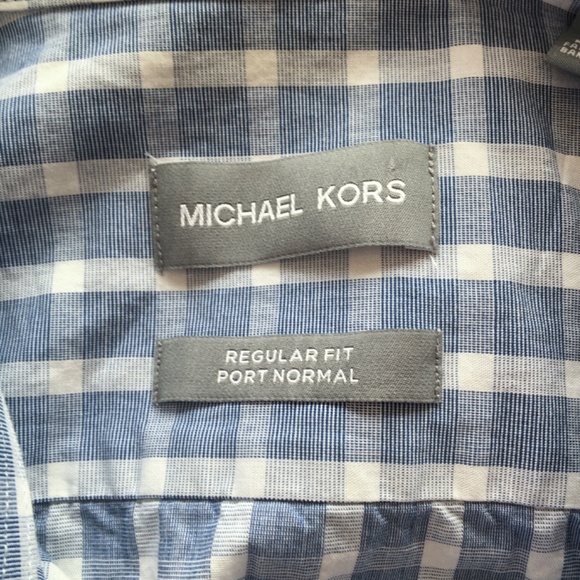 MICHAEL KORS
REGULAR FIT
PORT NORMAL